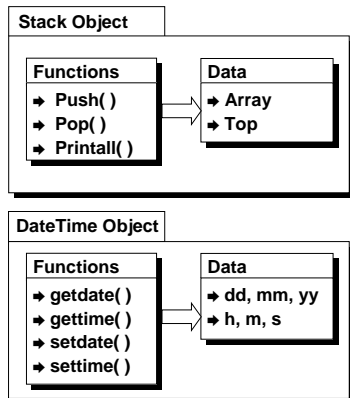 Stack Object
Functions
➡ Push( )
➡ Pop( )
➡ Printall( )
Data
➡ Array
➡ Top
DateTime Object
Functions
➡ getdate( )
➡ gettime( )
➡ setdate( )
➡ settime( )
Data
➡ dd, mm, yy
➡ h, m, s